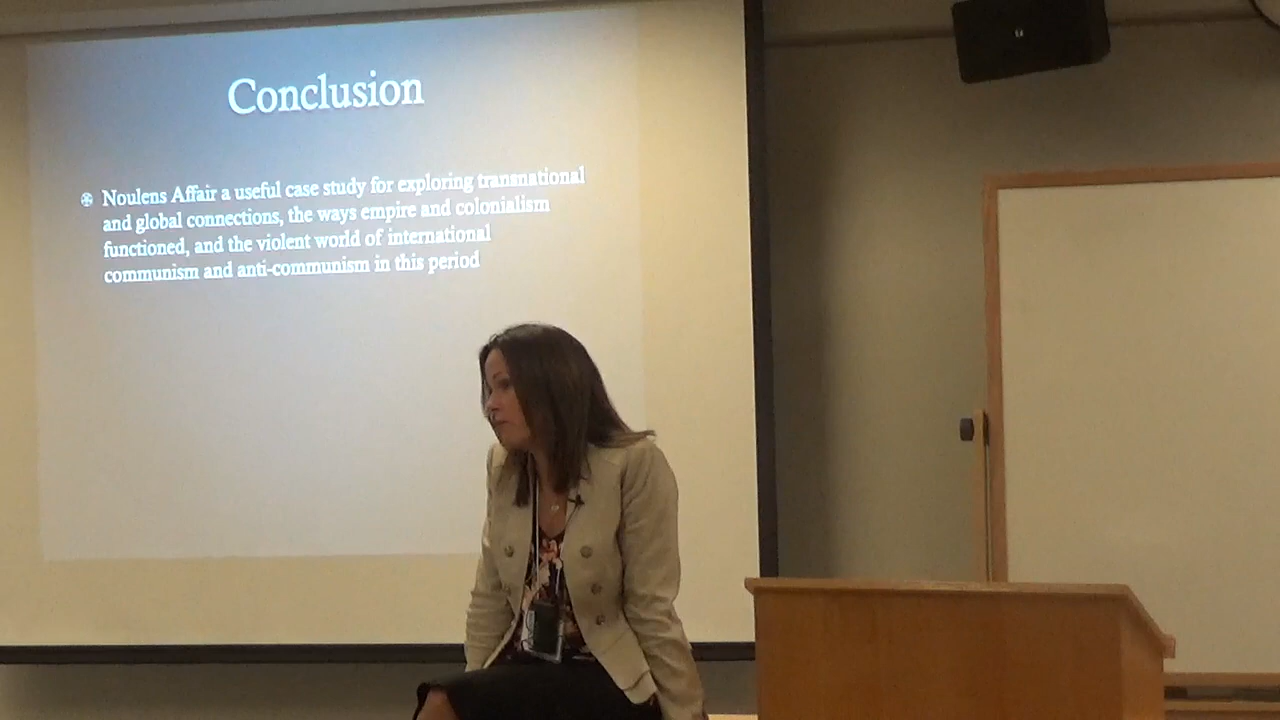 Conclusion
Noulens Affair a useful case study for exploring transnational
and global connections, the ways empire and colonialism
functioned, and the violent world of international
communism and anti-communism in this period